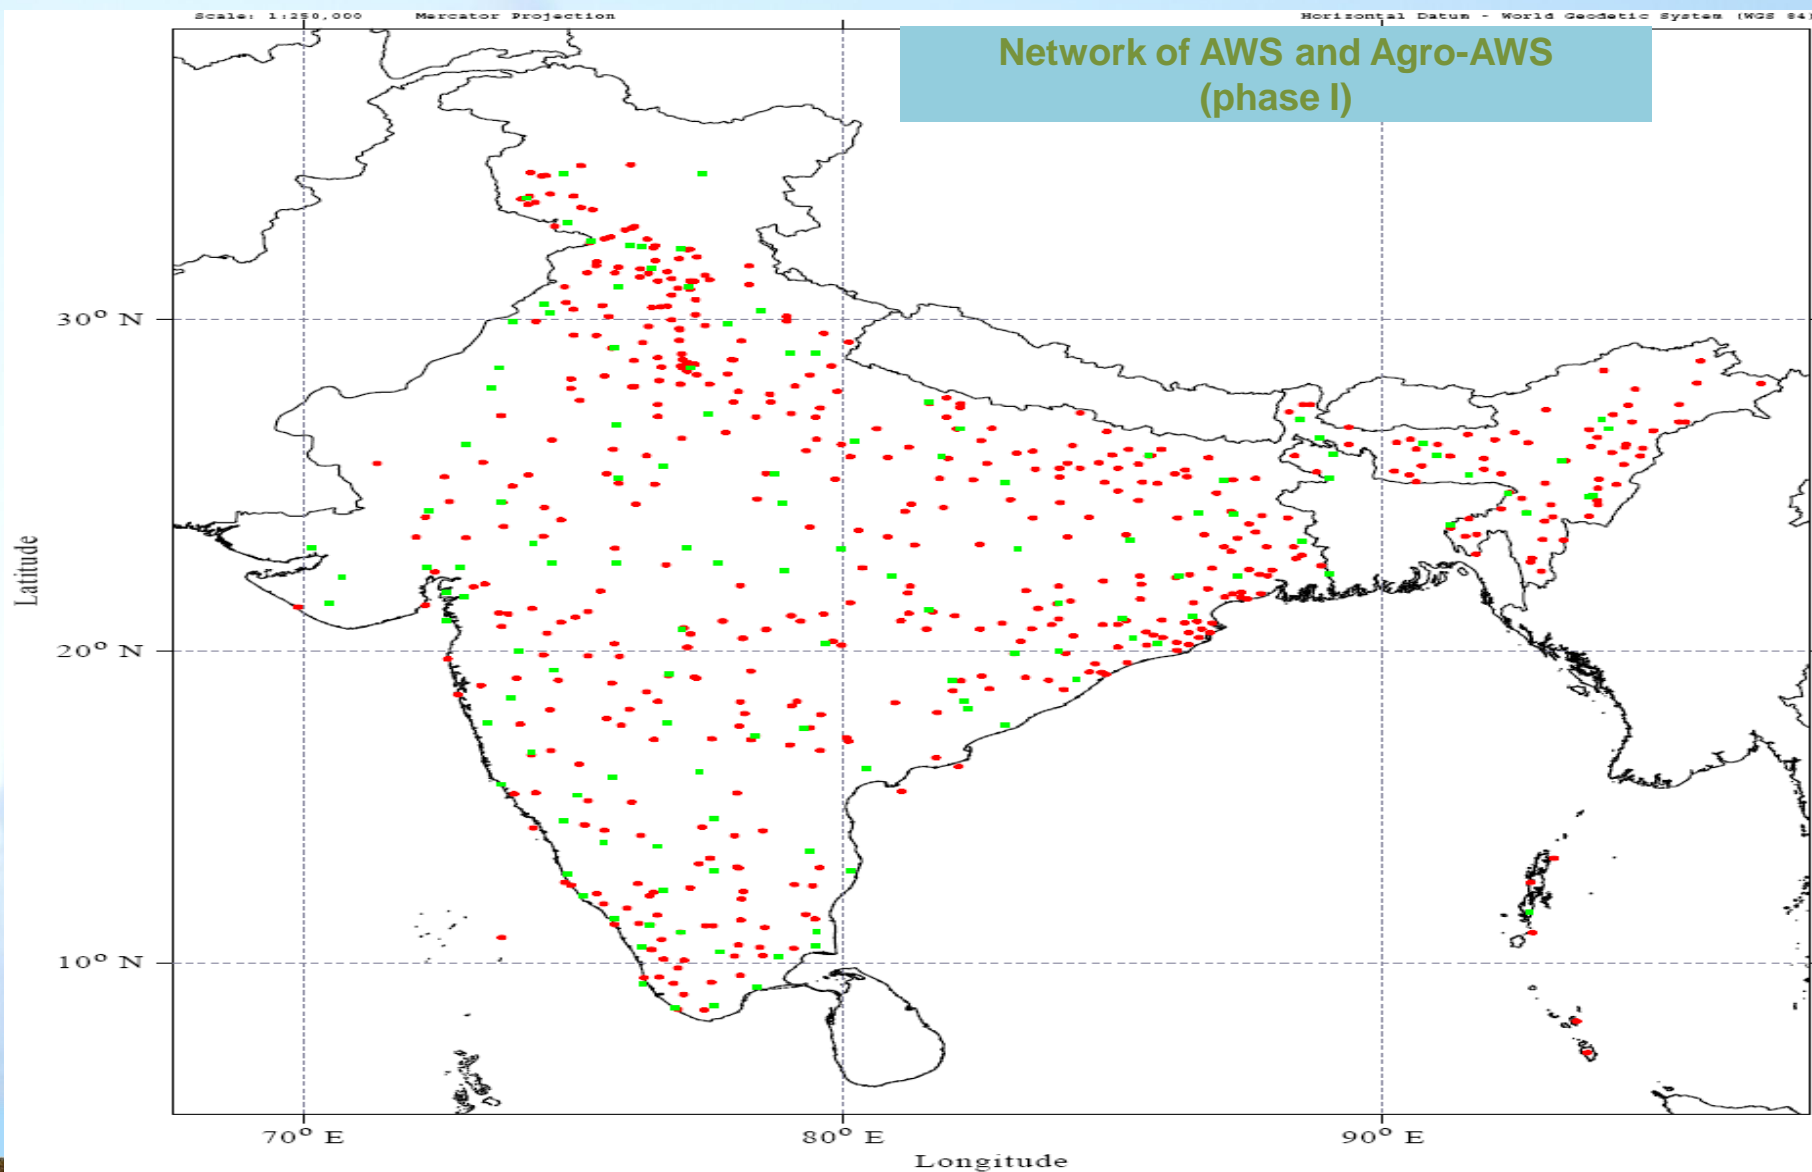 Scale: 1:250,000 Mercator Projection Horizontal Datum - World Geodetic System (WGS 84)
Network of AWS and Agro-AWS
(phase I)
30° N
Latitude
20° N
10° N
70° E 80° E 90° E
Longitude